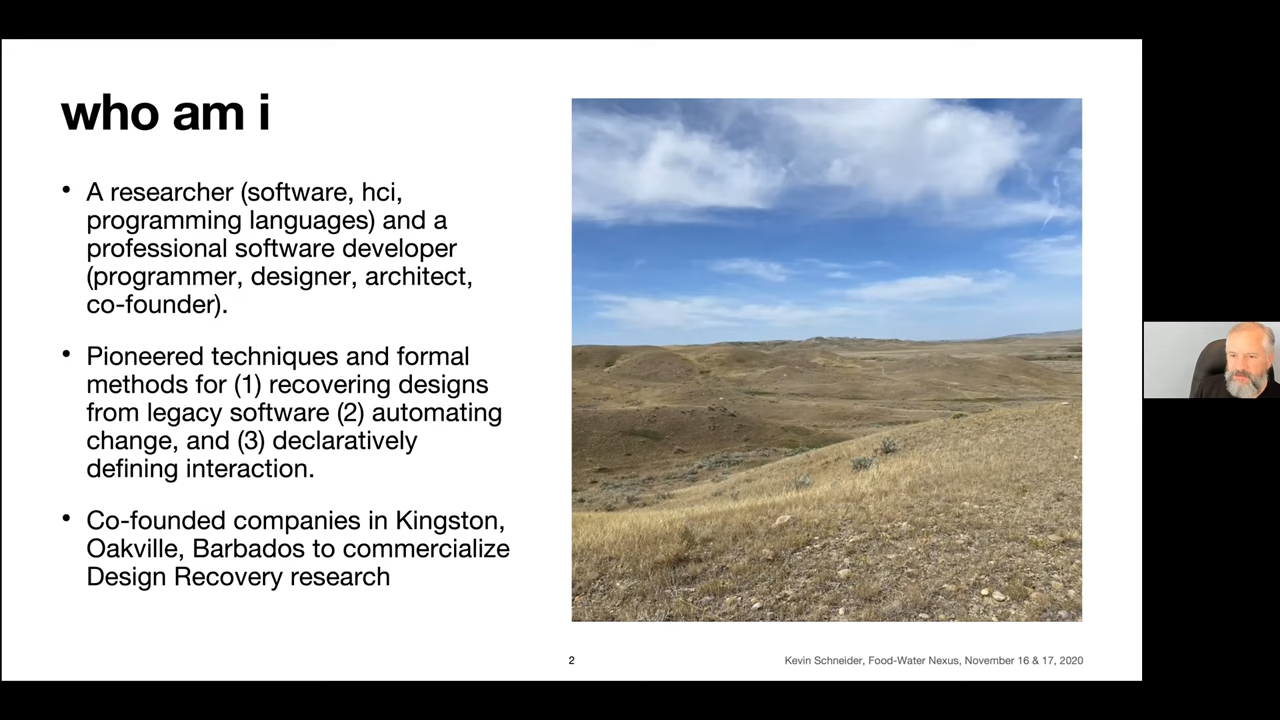 who am i
• A researcher (software, hci,
programming languages) and a
professional software developer
(programmer, designer, architect,
co-founder).
• Pioneered techniques and formal
methods for (1) recovering designs
from legacy software (2) automating
change, and (3) declaratively
defining interaction.
• Co-founded companies in Kingston,
Oakville, Barbados to commercialize
Design Recovery research
2
Kevin Schneider, Food-Water Nexus, November 16 & 17, 2020